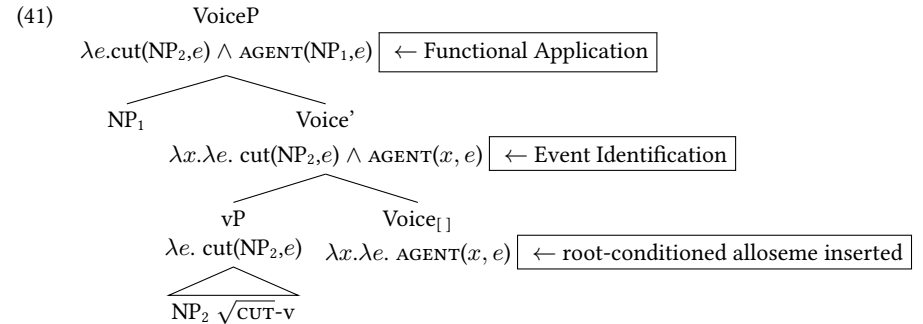 (41) VoiceP
λe.cut(NP₂,e) ∧ AGENT(NP₁,e) ← Functional Application
NP₁ Voice’
λx.λe. cut(NP₂,e) ∧ AGENT(x, e) ← Event Identification
vP Voice[ ]
λe. cut(NP₂,e) λx.λe. AGENT(x, e) ← root-conditioned alloseme inserted
NP₂ √CUT-v